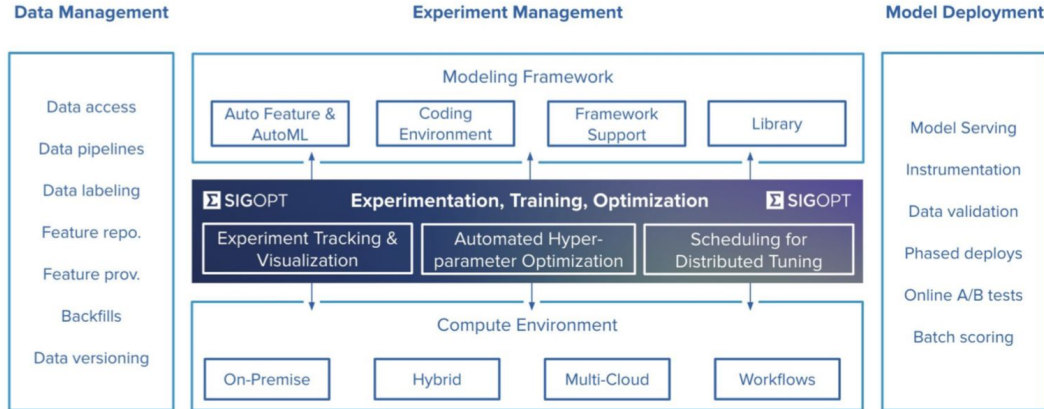 Data Management
Experiment Management
Model Deployment
Data access
Data pipelines
Data labeling
Feature repo.
Feature prov.
Backfills
Data versioning
Modeling Framework
Auto Feature &
AutoML
Coding
Environment
Framework
Support
Library
Σ SIGOPT
Experimentation, Training, Optimization
Σ SIGOPT
Experiment Tracking &
Visualization
Automated Hyper-
parameter Optimization
Scheduling for
Distributed Tuning
Compute Environment
On-Premise
Hybrid
Multi-Cloud
Workflows
Model Serving
Instrumentation
Data validation
Phased deploys
Online A/B tests
Batch scoring